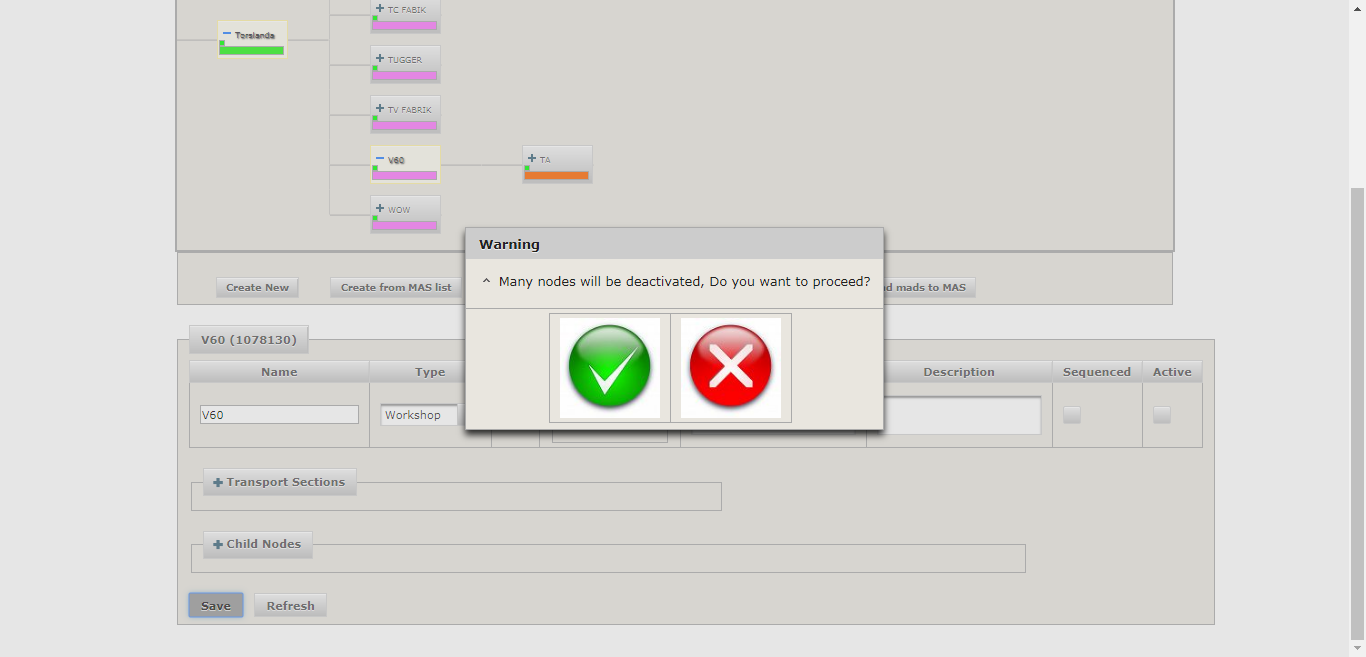 TC FABIK
Torslanda
TUGGER
TV FABRIK
V60
TA
WOW
Warning
^ Many nodes will be deactivated, Do you want to proceed?
Create New
Create from MAS list
d mads to MAS
V60 (1078130)
Name Type Description Sequenced Active
V60
Workshop
+ Transport Sections
+ Child Nodes
Save Refresh